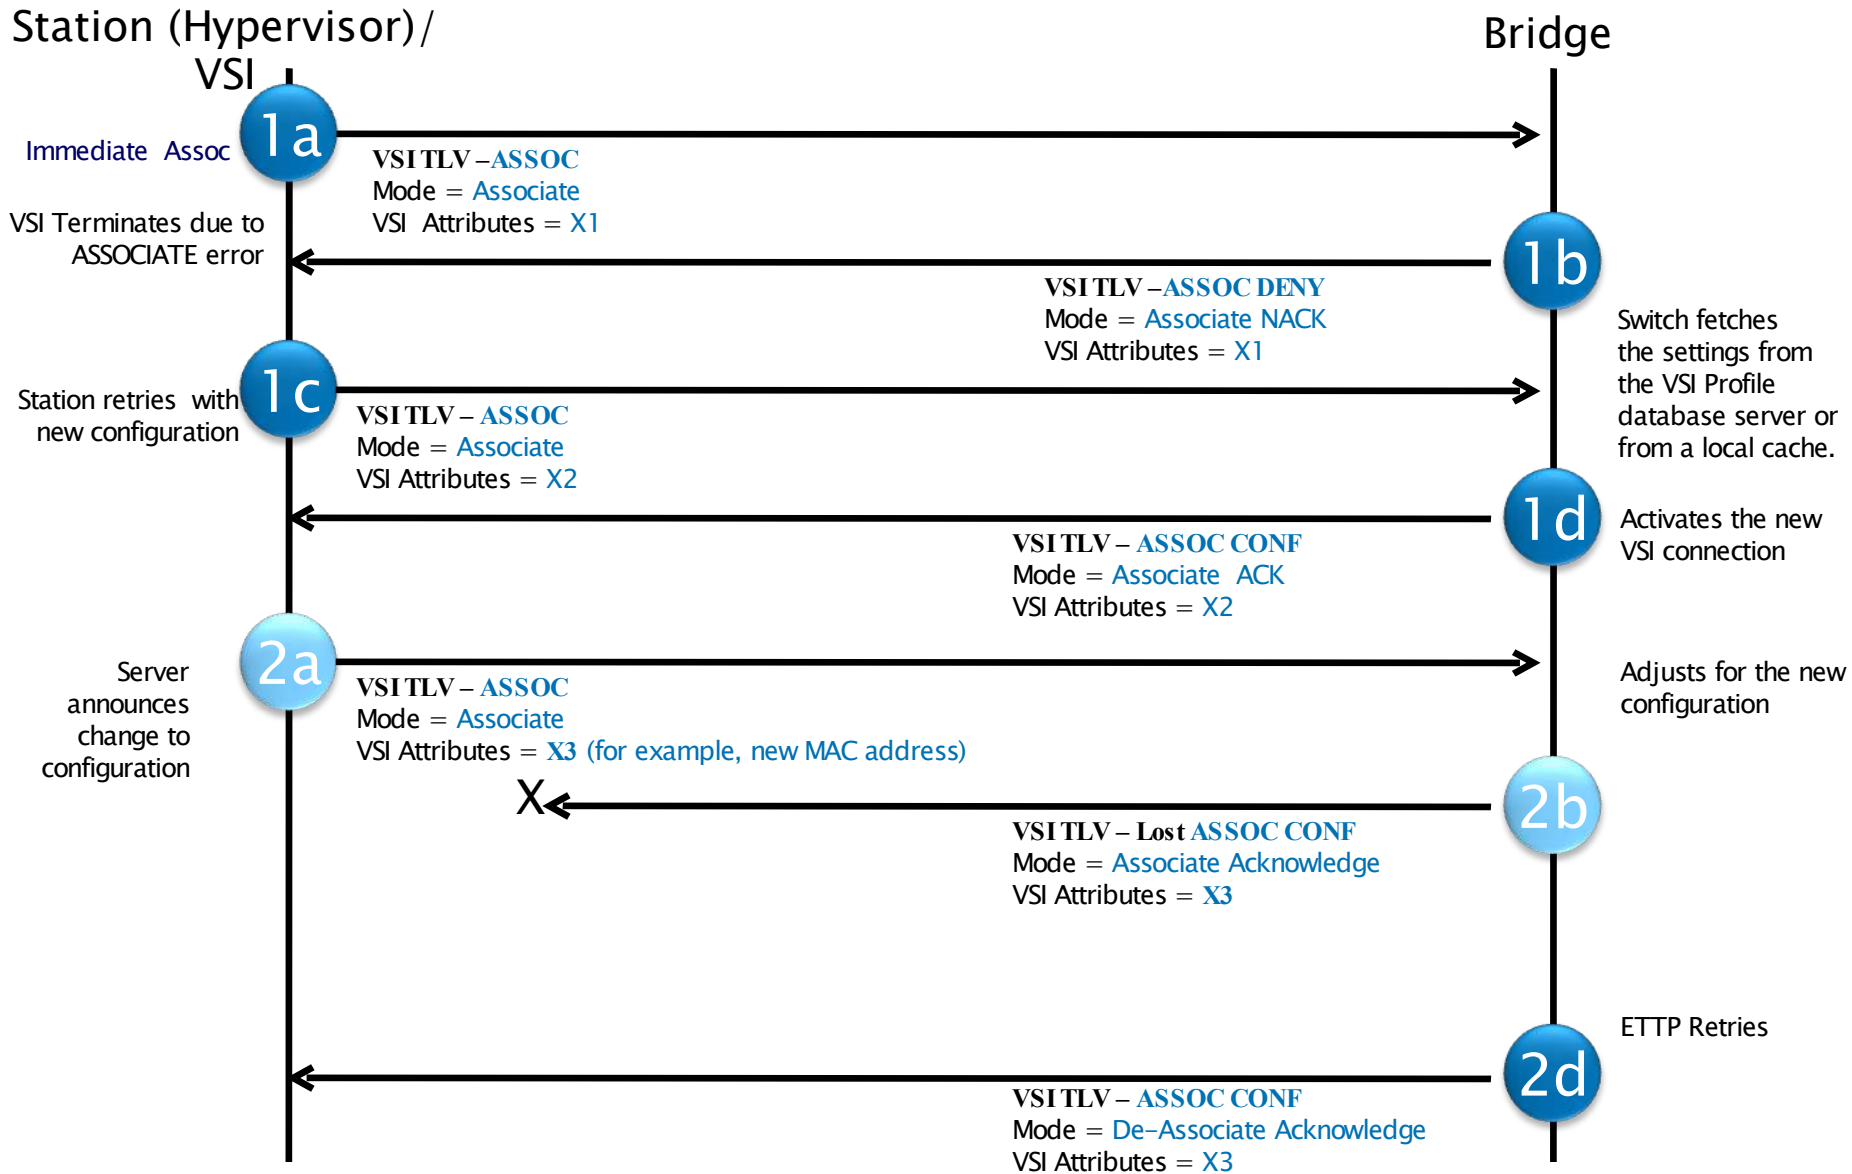 Station (Hypervisor)/
VSI
Bridge
1a
Immediate Assoc
VSI TLV –ASSOC
Mode = Associate
VSI Attributes = X1
VSI Terminates due to
ASSOCIATE error
1b
VSI TLV –ASSOC DENY
Mode = Associate NACK
VSI Attributes = X1
Switch fetches
the settings from
the VSI Profile
database server or
from a local cache.
1c
Station retries with
new configuration
VSI TLV – ASSOC
Mode = Associate
VSI Attributes = X2
1d
Activates the new
VSI connection
VSI TLV – ASSOC CONF
Mode = Associate ACK
VSI Attributes = X2
2a
Server
announces
change to
configuration
VSI TLV – ASSOC
Mode = Associate
VSI Attributes = X3 (for example, new MAC address)
Adjusts for the new
configuration
X
2b
VSI TLV – Lost ASSOC CONF
Mode = Associate Acknowledge
VSI Attributes = X3
ETTP Retries
2d
VSI TLV – ASSOC CONF
Mode = De-Associate Acknowledge
VSI Attributes = X3